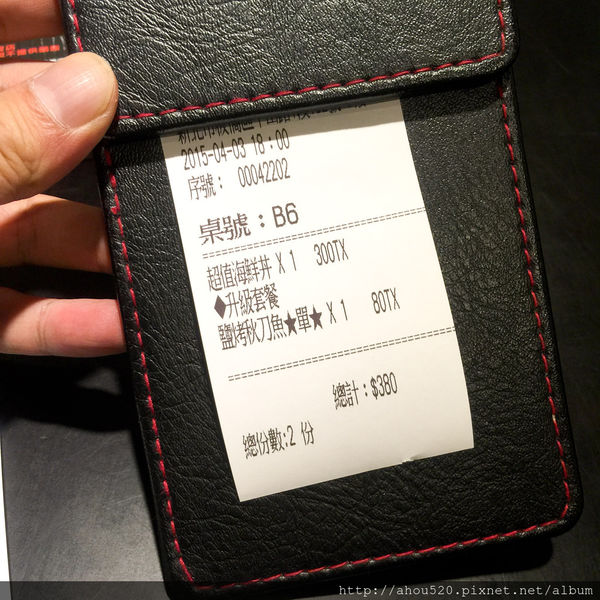 2015-04-03 18:00
序號: 00042202
桌號:B6
超值海鮮丼 X 1 300TX
◆升級套餐
鹽烤秋刀魚★單★ X 1 80TX
總計:$380
總份數:2 份
http://ahou520.pixnet.net/album